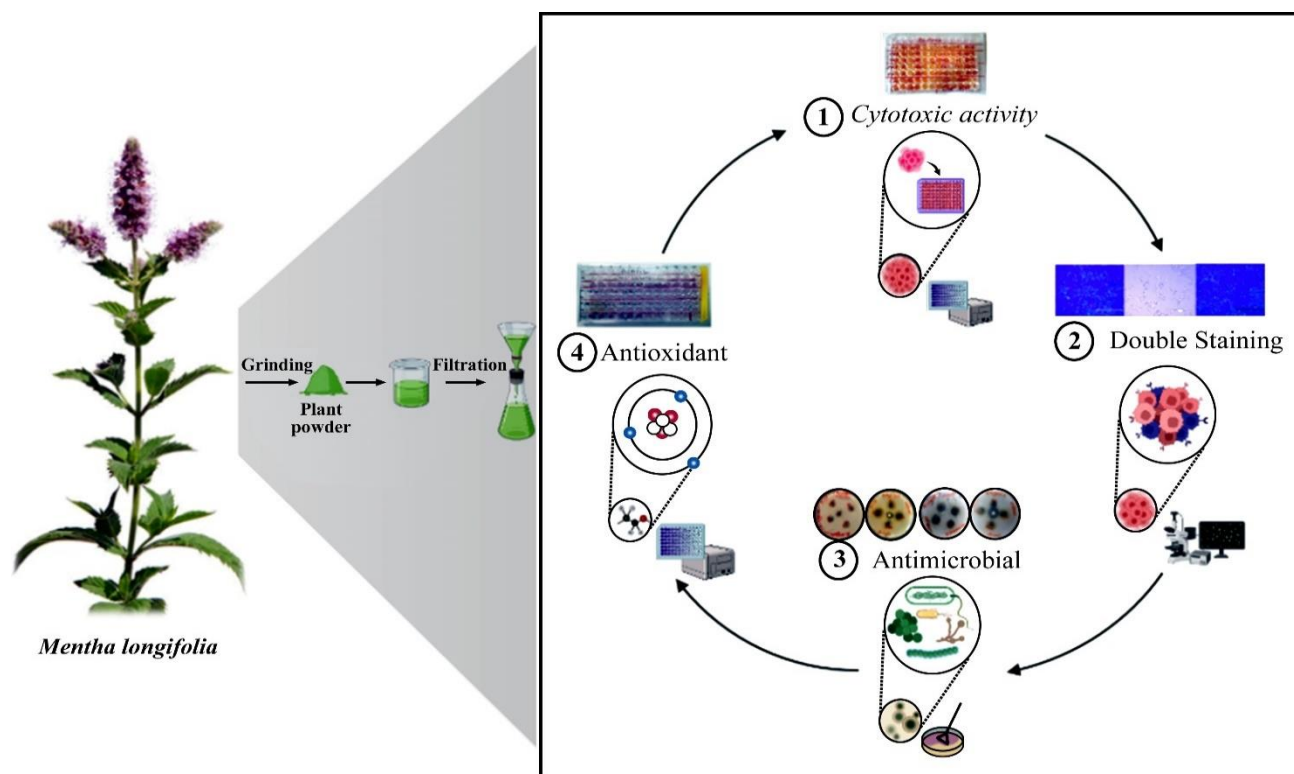 Grinding
Plant
powder
Filtration
Mentha longifolia
1 Cytotoxic activity
2 Double Staining
3 Antimicrobial
4 Antioxidant